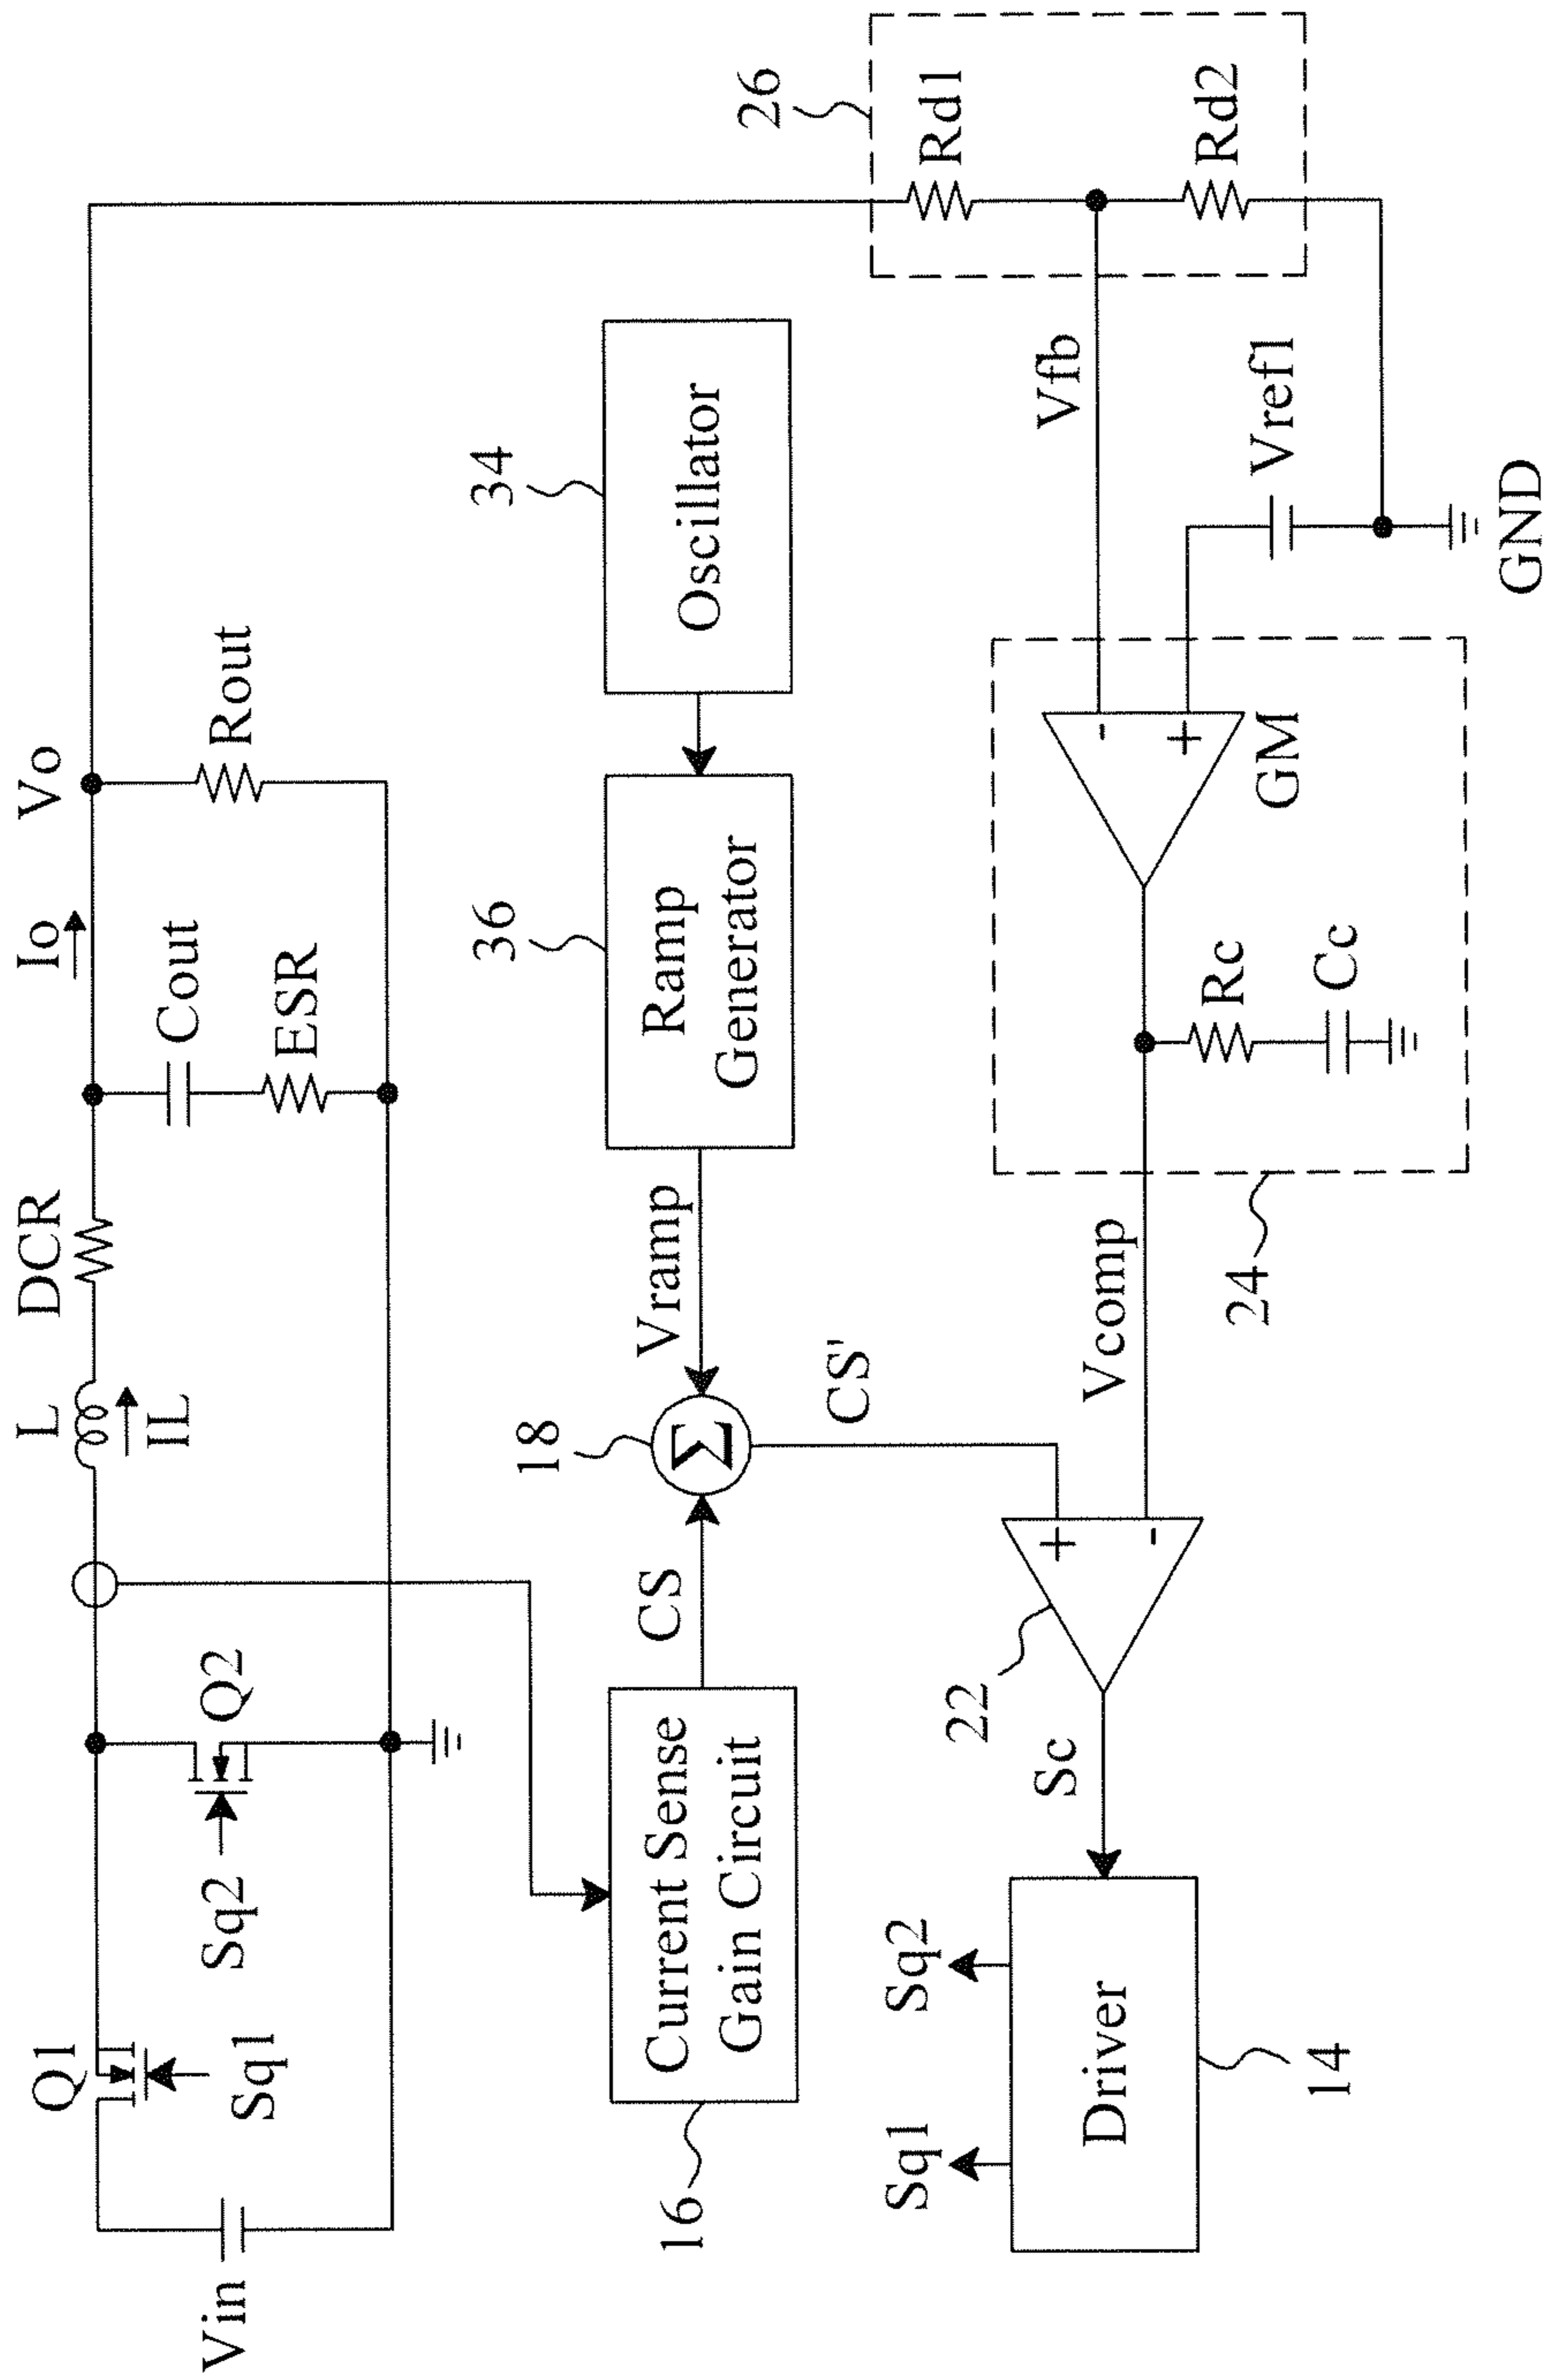 Vin
Q1
Sq1
Sq2
Q2
L
IL
DCR
Cout
ESR
Io
Vo
Rout
16
Current Sense
Gain Circuit
CS
18
Σ
Vramp
36
Ramp
Generator
34
Oscillator
26
Rd1
Rd2
Sq1
Sq2
Driver
14
Sc
22
+
-
CS'
Vcomp
24
Rc
Cc
GM
-
+
Vfb
Vref1
GND